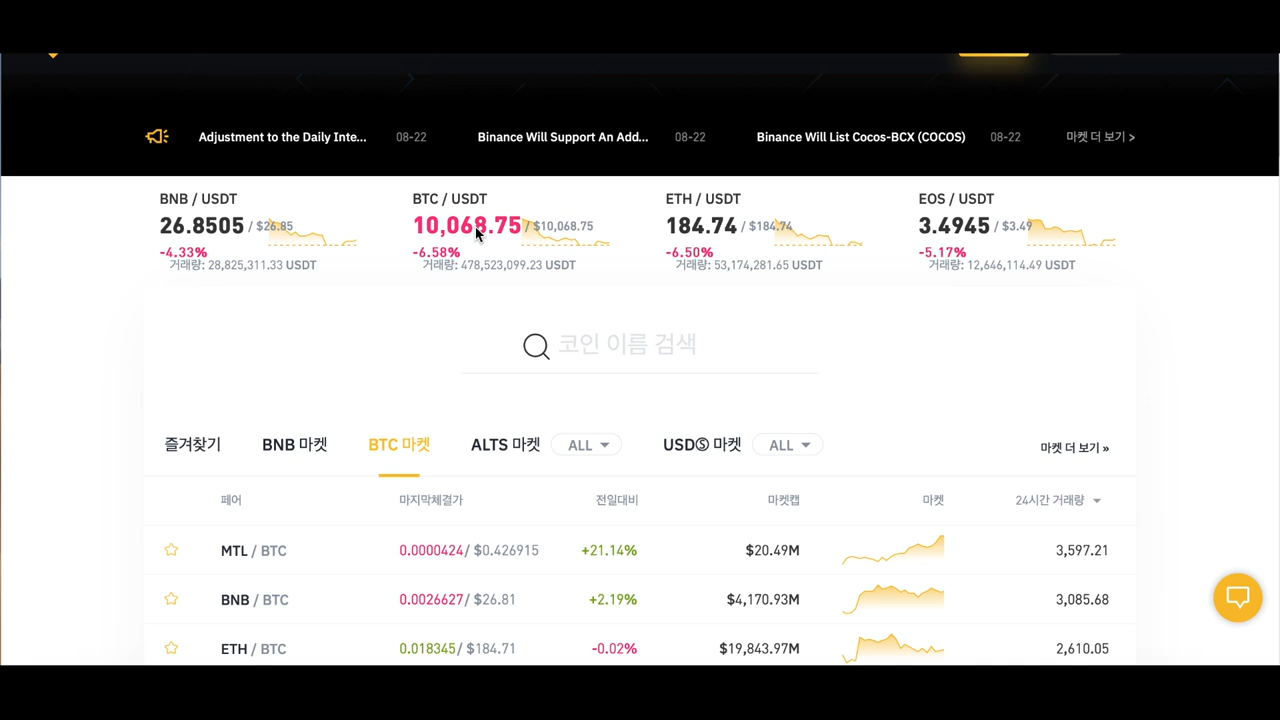 Adjustment to the Daily Inte... 08-22 Binance Will Support An Add... 08-22 Binance Will List Cocos-BCX (COCOS) 08-22 마켓 더 보기 >
BNB / USDT BTC / USDT ETH / USDT EOS / USDT
26.8505 / $26.85 10,068.75 / $10,068.75 184.74 / $184.74 3.4945 / $3.49
-4.33% -6.58% -6.50% -5.17%
거래량: 28,825,311.33 USDT 거래량: 478,523,099.23 USDT 거래량: 53,174,281.65 USDT 거래량: 12,646,114.49 USDT
코인 이름 검색
즐겨찾기 BNB 마켓 BTC 마켓 ALTS 마켓 ALL USDⓈ 마켓 ALL 마켓 더 보기 »
페어 마지막체결가 전일대비 마켓캡 마켓 24시간 거래량
MTL / BTC 0.0000424/ $0.426915 +21.14% $20.49M 3,597.21
BNB / BTC 0.0026627/ $26.81 +2.19% $4,170.93M 3,085.68
ETH / BTC 0.018345/ $184.71 -0.02% $19,843.97M 2,610.05